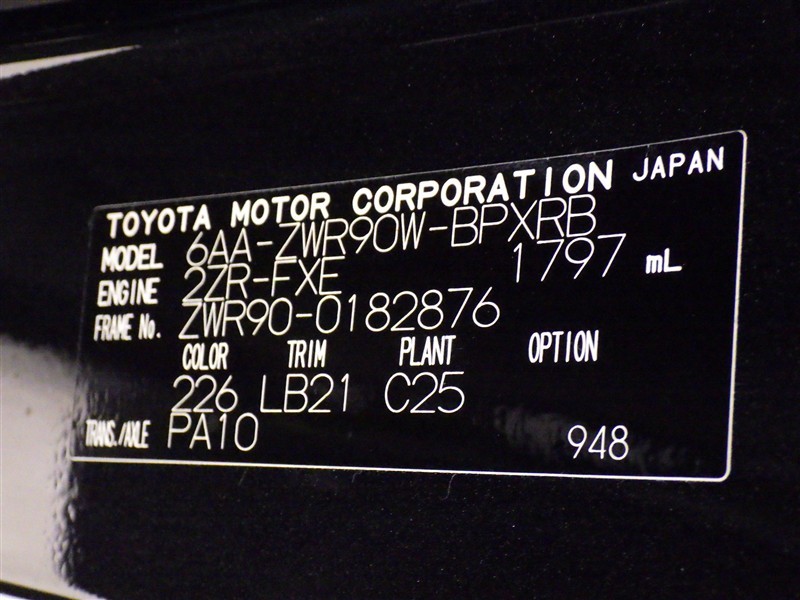 TOYOTA MOTOR CORPORATION JAPAN
MODEL 6AA-ZWR90W-BPXRB
ENGINE 2ZR-FXE 1797 mL
FRAME No. ZWR90-0182876
COLOR TRIM PLANT OPTION
226 LB21 C25
TRANS./AXLE PA10 948